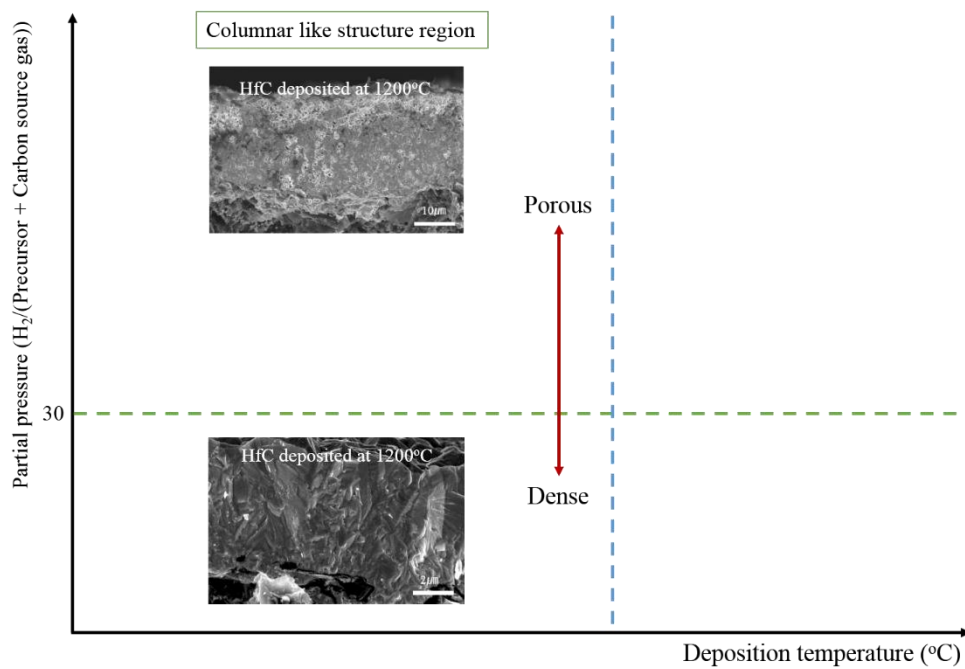 Columnar like structure region
HfC deposited at 1200°C
10μm
Porous
Partial pressure (H₂/(Precursor + Carbon source gas))
30
HfC deposited at 1200°C
Dense
2μm
Deposition temperature (°C)